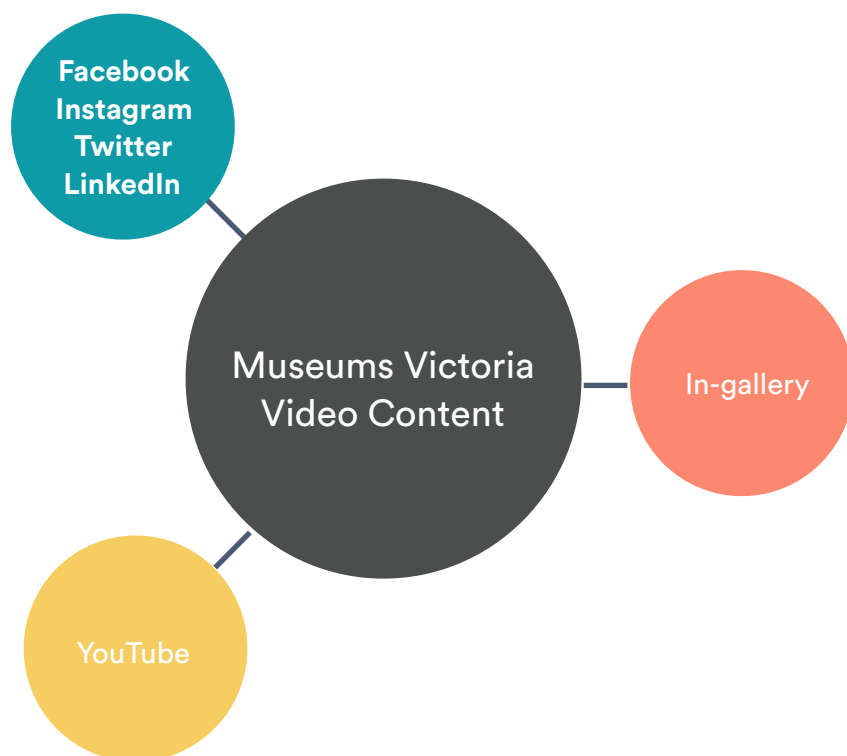 Facebook
Instagram
Twitter
LinkedIn
Museums Victoria
Video Content
In-gallery
YouTube